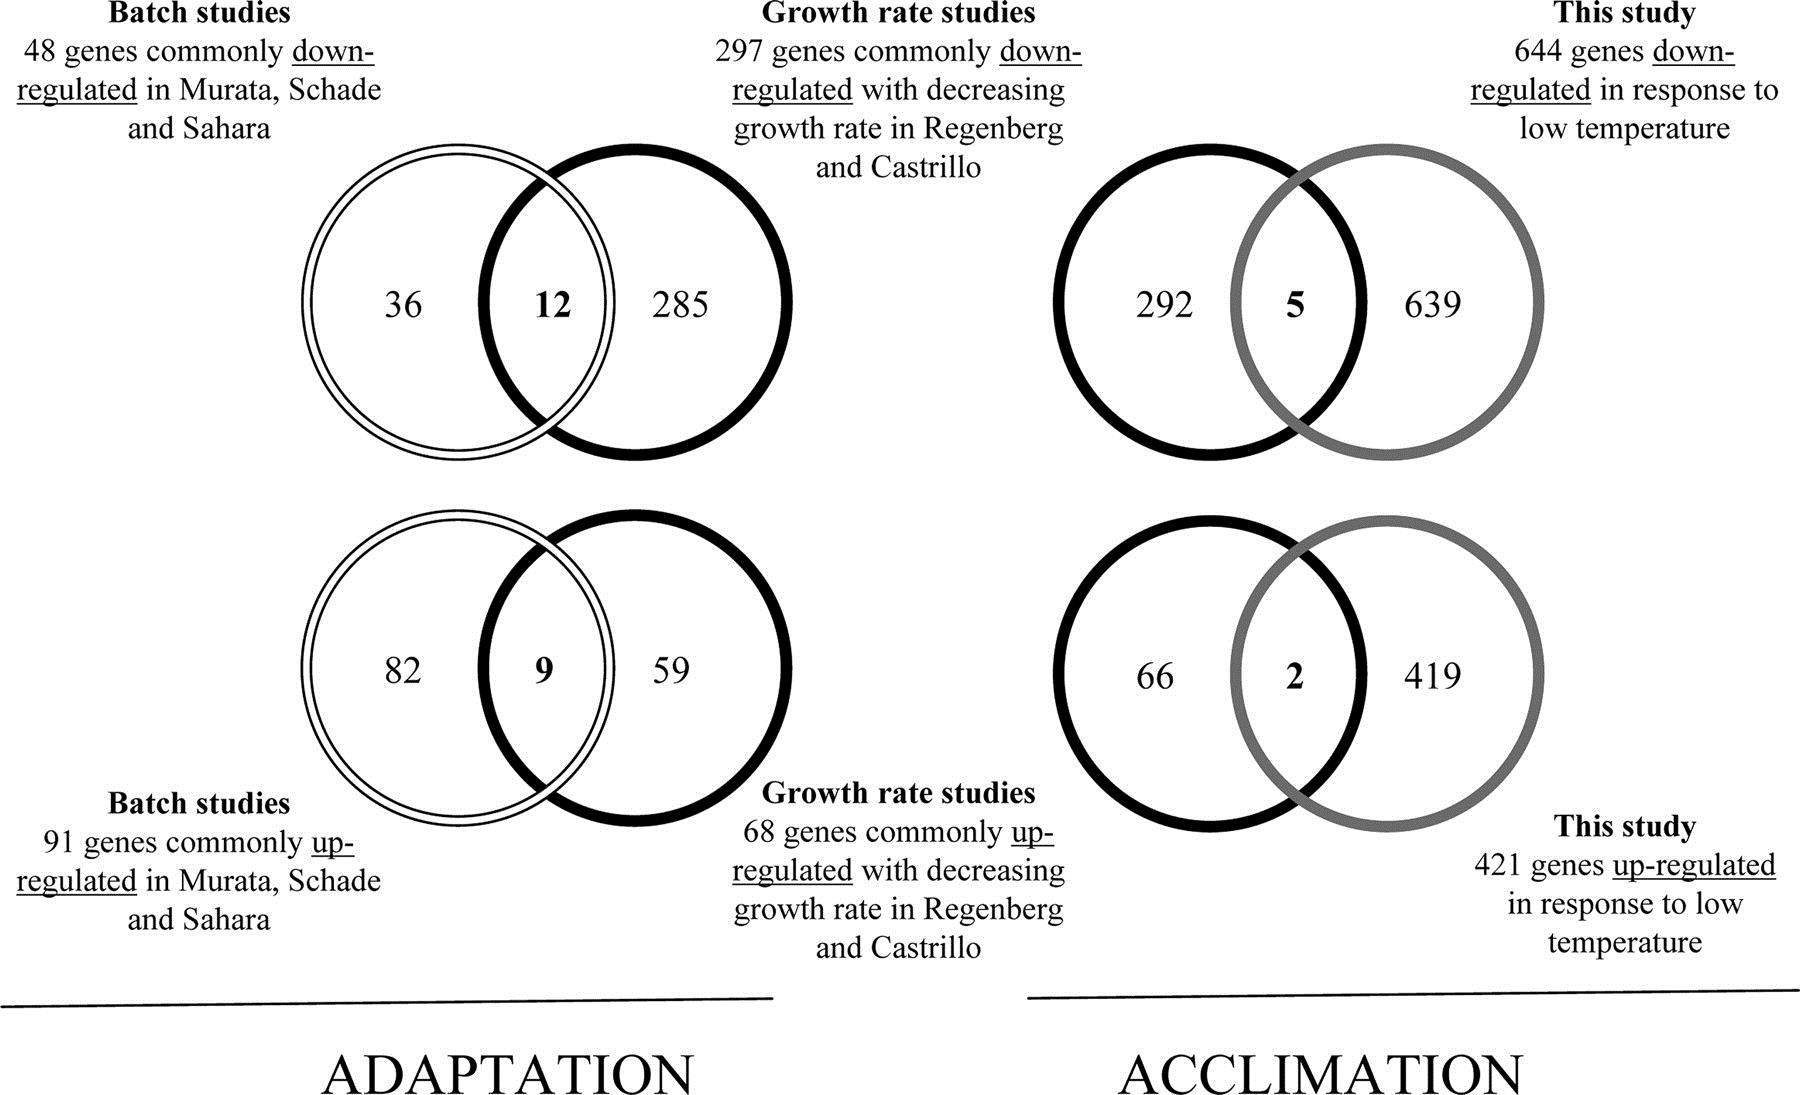 Batch studies
48 genes commonly down-
regulated in Murata, Schade
and Sahara
Growth rate studies
297 genes commonly down-
regulated with decreasing
growth rate in Regenberg
and Castrillo
This study
644 genes down-
regulated in response to
low temperature
36 12 285
292 5 639
82 9 59
66 2 419
Batch studies
91 genes commonly up-
regulated in Murata, Schade
and Sahara
Growth rate studies
68 genes commonly up-
regulated with decreasing
growth rate in Regenberg
and Castrillo
This study
421 genes up-regulated
in response to low
temperature
ADAPTATION
ACCLIMATION